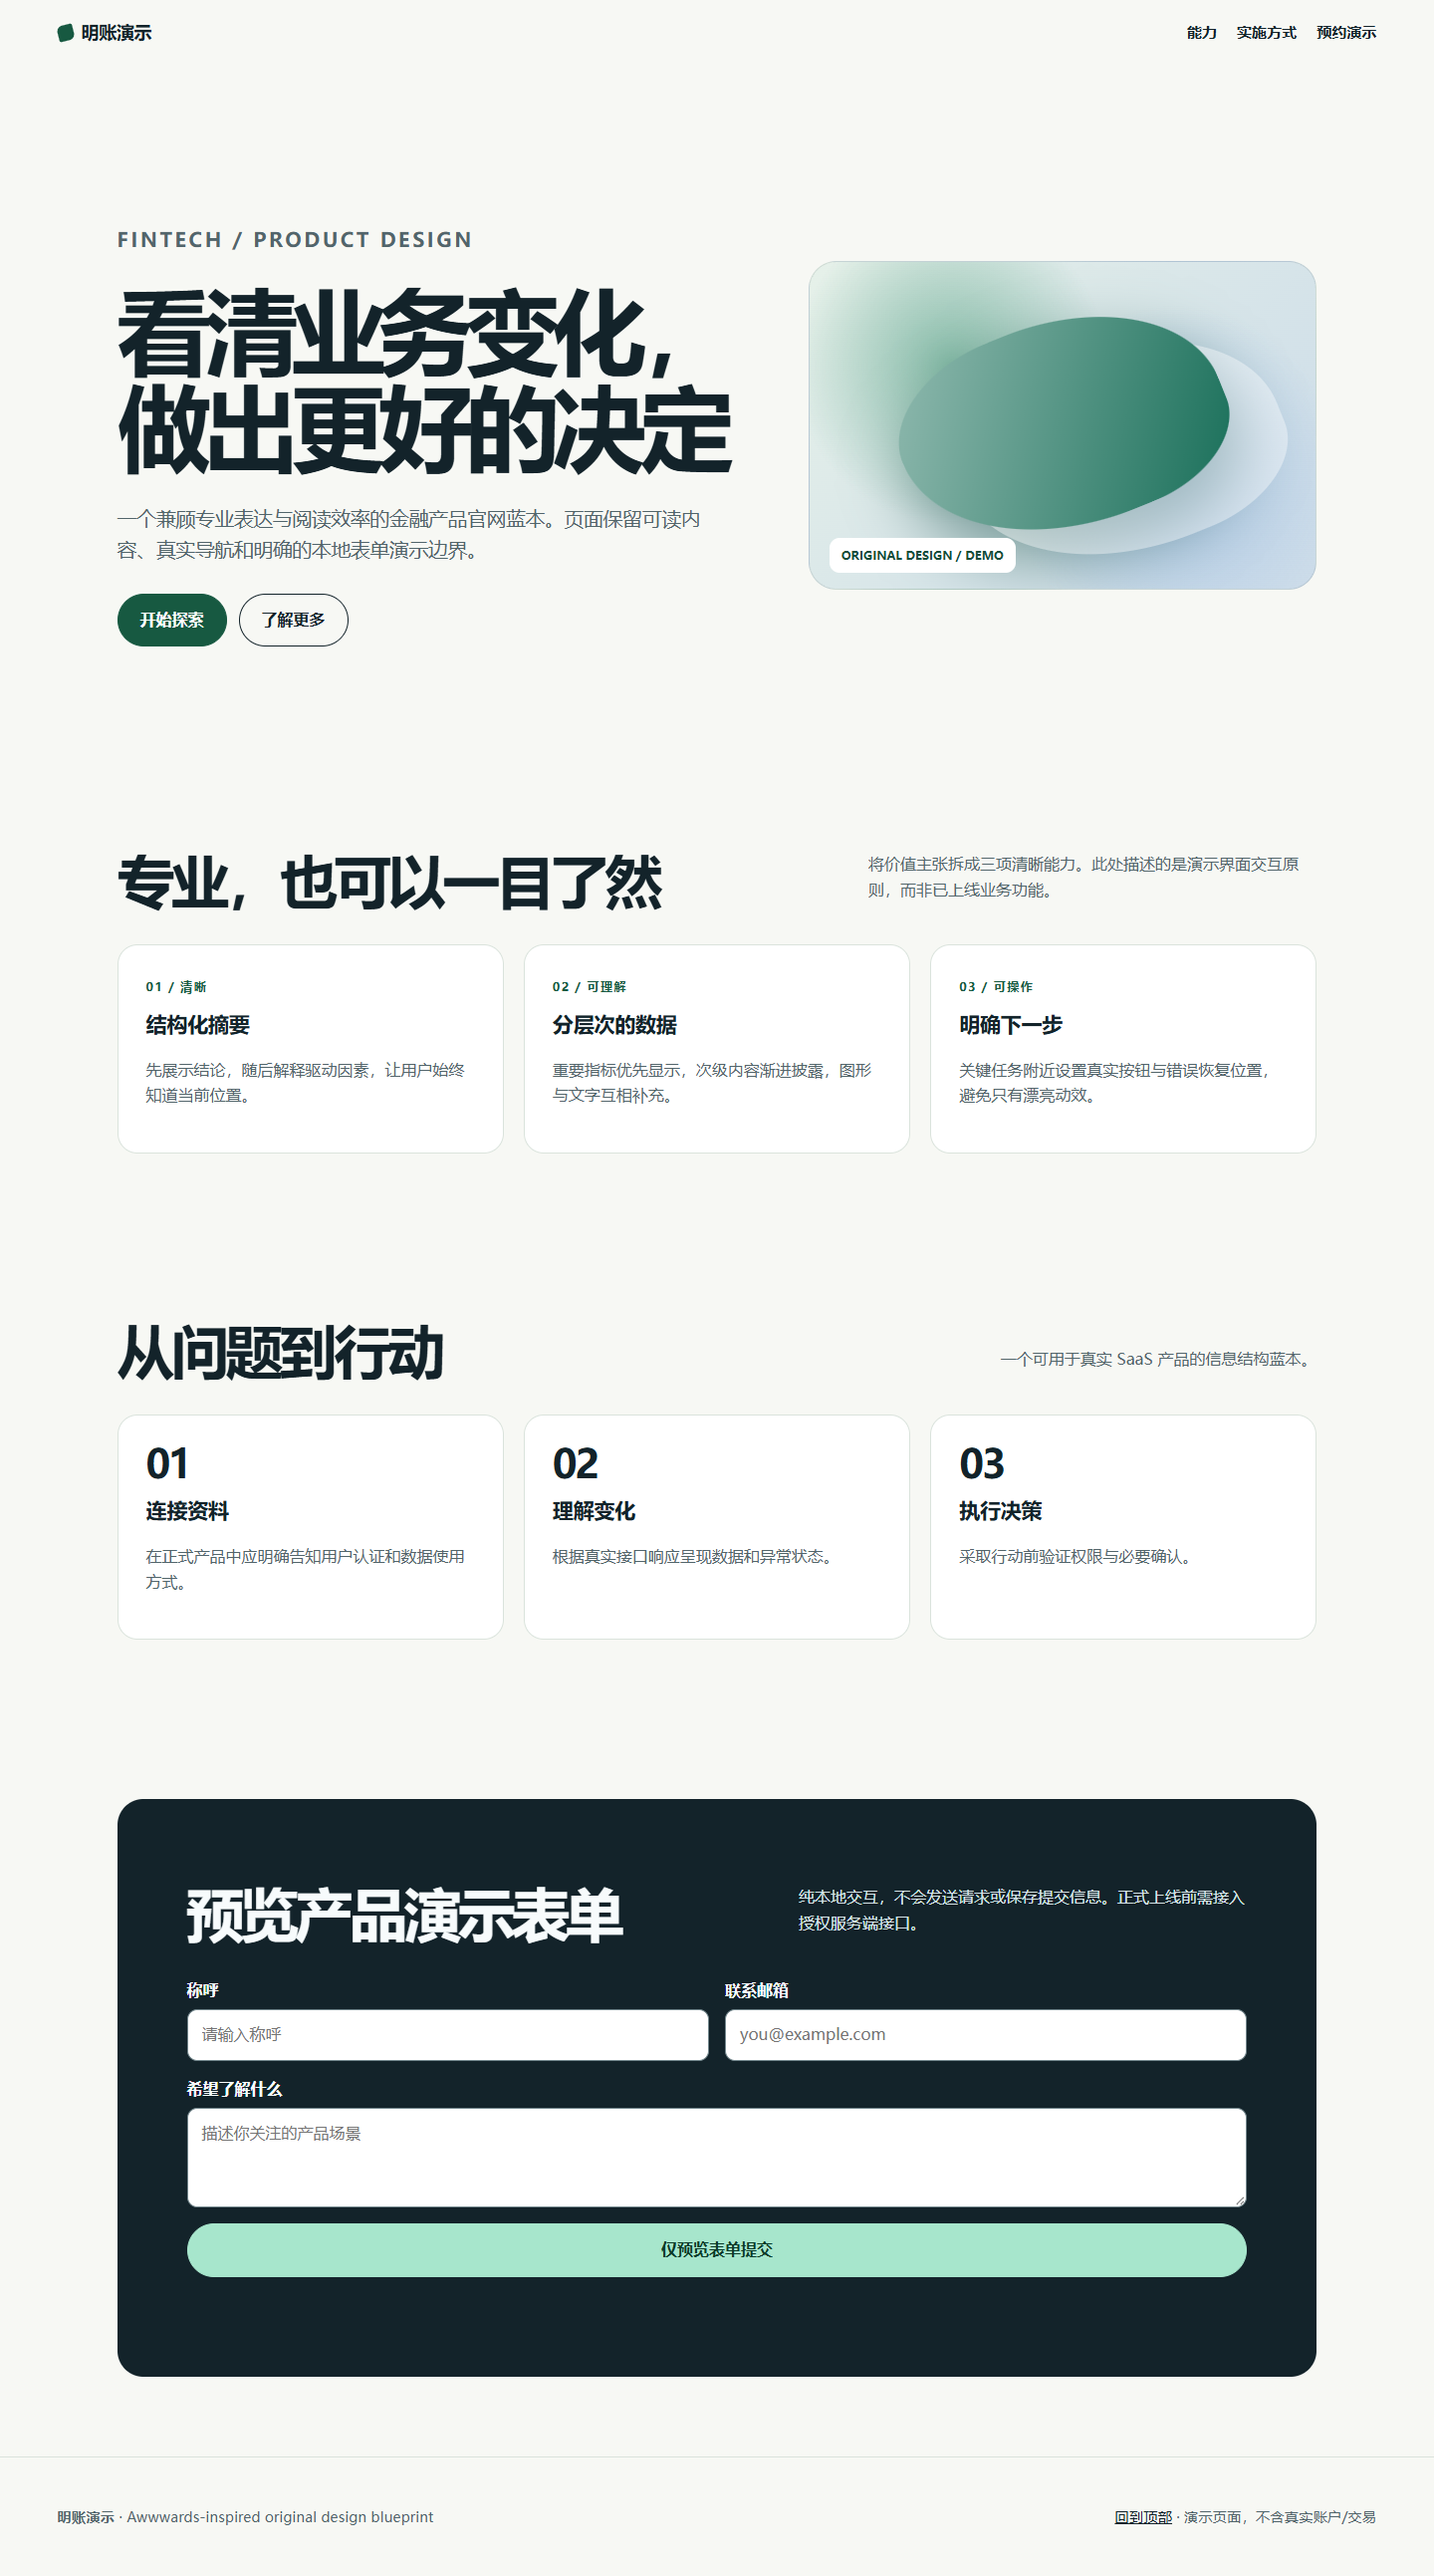 明账演示
能力 实施方式 预约演示
FINTECH / PRODUCT DESIGN
看清业务变化，
做出更好的决定
一个兼顾专业表达与阅读效率的金融产品官网蓝本。页面保留可读内
容、真实导航和明确的本地表单演示边界。
开始探索 了解更多
ORIGINAL DESIGN / DEMO
专业，也可以一目了然
将价值主张拆成三项清晰能力。此处描述的是演示界面交互原
则，而非已上线业务功能。
01 / 清晰
结构化摘要
先展示结论，随后解释驱动因素，让用户始终
知道当前位置。
02 / 可理解
分层次的数据
重要指标优先显示，次级内容渐进披露，图形
与文字互相补充。
03 / 可操作
明确下一步
关键任务附近设置真实按钮与错误恢复位置，
避免只有漂亮动效。
从问题到行动
一个可用于真实 SaaS 产品的信息结构蓝本。
01
连接资料
在正式产品中应明确告知用户认证和数据使用
方式。
02
理解变化
根据真实接口响应呈现数据和异常状态。
03
执行决策
采取行动前验证权限与必要确认。
预览产品演示表单
纯本地交互，不会发送请求或保存提交信息。正式上线前需接入
授权服务端接口。
称呼
请输入称呼
联系邮箱
you@example.com
希望了解什么
描述你关注的产品场景
仅预览表单提交
明账演示 · Awwwards-inspired original design blueprint
回到顶部 · 演示页面，不含真实账户/交易